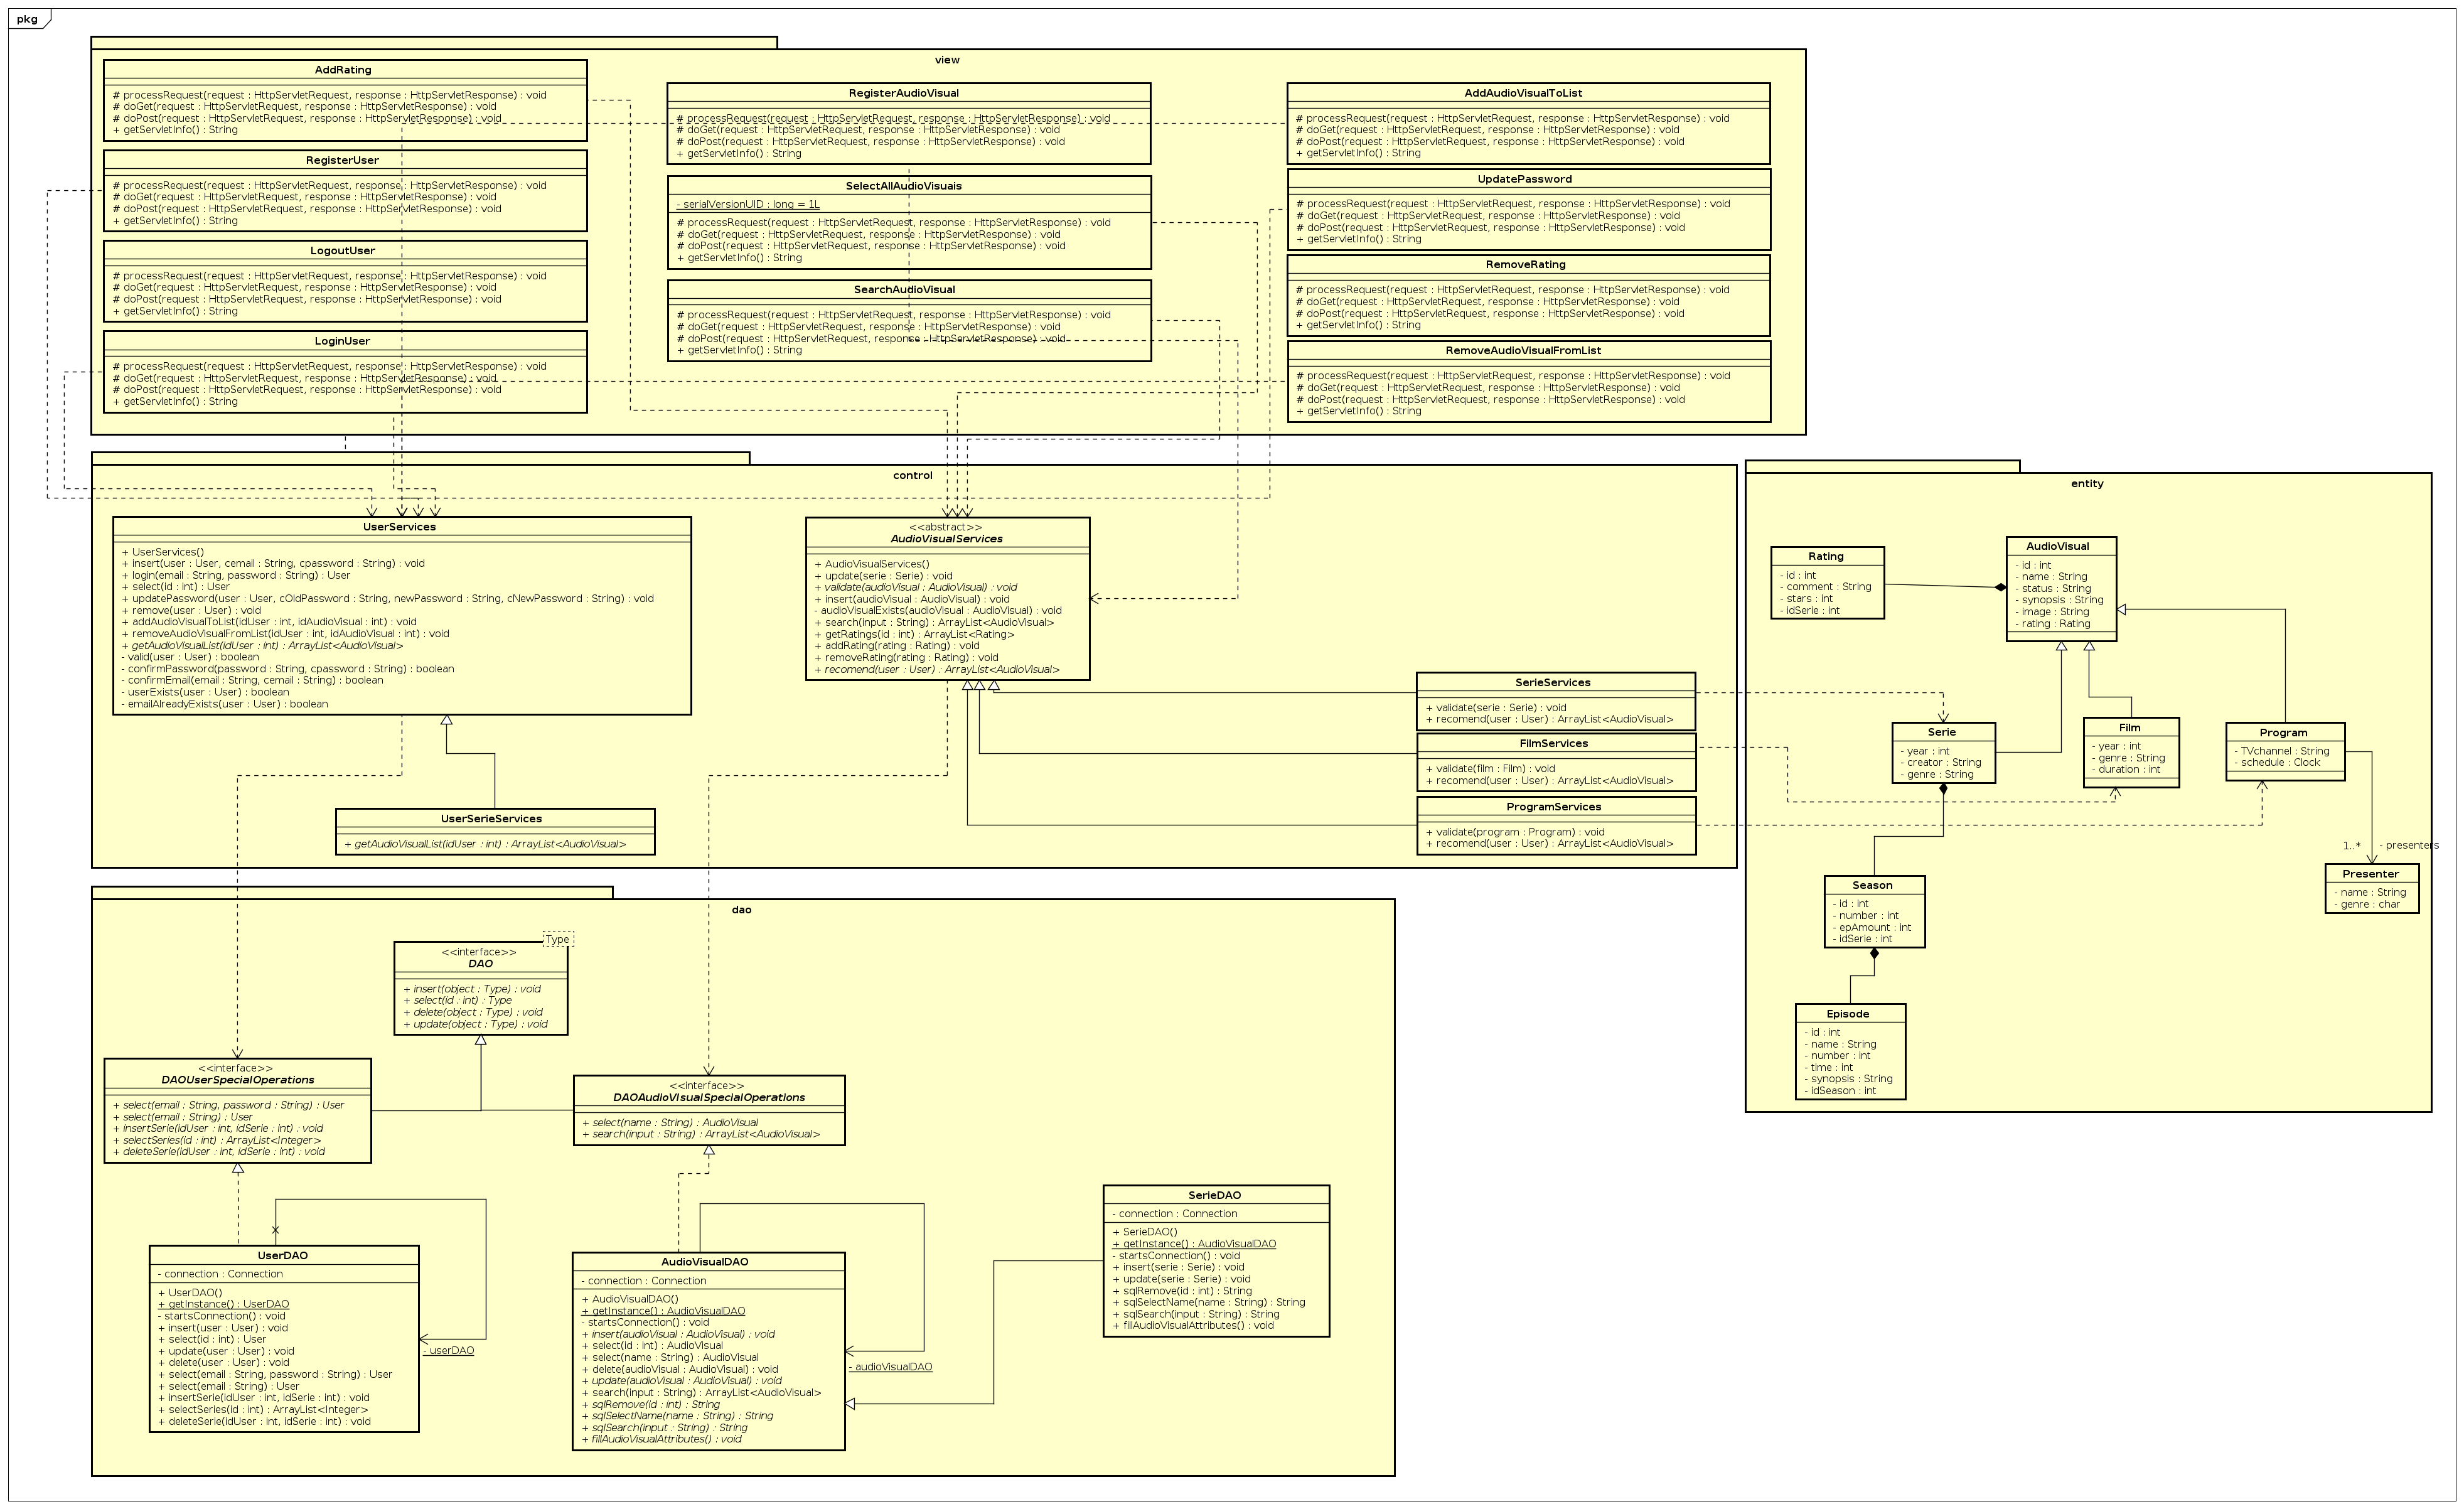 pkg
view
AddRating
# processRequest(request : HttpServletRequest, response : HttpServletResponse) : void
# doGet(request : HttpServletRequest, response : HttpServletResponse) : void
# doPost(request : HttpServletRequest, response : HttpServletResponse) : void
+ getServletInfo() : String
RegisterUser
# processRequest(request : HttpServletRequest, response : HttpServletResponse) : void
# doGet(request : HttpServletRequest, response : HttpServletResponse) : void
# doPost(request : HttpServletRequest, response : HttpServletResponse) : void
+ getServletInfo() : String
LogoutUser
# processRequest(request : HttpServletRequest, response : HttpServletResponse) : void
# doGet(request : HttpServletRequest, response : HttpServletResponse) : void
# doPost(request : HttpServletRequest, response : HttpServletResponse) : void
+ getServletInfo() : String
LoginUser
# processRequest(request : HttpServletRequest, response : HttpServletResponse) : void
# doGet(request : HttpServletRequest, response : HttpServletResponse) : void
# doPost(request : HttpServletRequest, response : HttpServletResponse) : void
+ getServletInfo() : String
RegisterAudioVisual
# processRequest(request : HttpServletRequest, response : HttpServletResponse) : void
# doGet(request : HttpServletRequest, response : HttpServletResponse) : void
# doPost(request : HttpServletRequest, response : HttpServletResponse) : void
+ getServletInfo() : String
SelectAllAudioVisuais
- serialVersionUID : long = 1L
# processRequest(request : HttpServletRequest, response : HttpServletResponse) : void
# doGet(request : HttpServletRequest, response : HttpServletResponse) : void
# doPost(request : HttpServletRequest, response : HttpServletResponse) : void
+ getServletInfo() : String
SearchAudioVisual
# processRequest(request : HttpServletRequest, response : HttpServletResponse) : void
# doGet(request : HttpServletRequest, response : HttpServletResponse) : void
# doPost(request : HttpServletRequest, response : HttpServletResponse) : void
+ getServletInfo() : String
AddAudioVisualToList
# processRequest(request : HttpServletRequest, response : HttpServletResponse) : void
# doGet(request : HttpServletRequest, response : HttpServletResponse) : void
# doPost(request : HttpServletRequest, response : HttpServletResponse) : void
+ getServletInfo() : String
UpdatePassword
# processRequest(request : HttpServletRequest, response : HttpServletResponse) : void
# doGet(request : HttpServletRequest, response : HttpServletResponse) : void
# doPost(request : HttpServletRequest, response : HttpServletResponse) : void
+ getServletInfo() : String
RemoveRating
# processRequest(request : HttpServletRequest, response : HttpServletResponse) : void
# doGet(request : HttpServletRequest, response : HttpServletResponse) : void
# doPost(request : HttpServletRequest, response : HttpServletResponse) : void
+ getServletInfo() : String
RemoveAudioVisualFromList
# processRequest(request : HttpServletRequest, response : HttpServletResponse) : void
# doGet(request : HttpServletRequest, response : HttpServletResponse) : void
# doPost(request : HttpServletRequest, response : HttpServletResponse) : void
+ getServletInfo() : String
control
UserServices
+ UserServices()
+ insert(user : User, cemail : String, cpassword : String) : void
+ login(email : String, password : String) : User
+ select(id : int) : User
+ updatePassword(user : User, cOldPassword : String, newPassword : String, cNewPassword : String) : void
+ remove(user : User) : void
+ addAudioVisualToList(idUser : int, idAudioVisual : int) : void
+ removeAudioVisualFromList(idUser : int, idAudioVisual : int) : void
+ getAudioVisualList(idUser : int) : ArrayList<AudioVisual>
- valid(user : User) : boolean
- confirmPassword(password : String, cpassword : String) : boolean
- confirmEmail(email : String, cemail : String) : boolean
- userExists(user : User) : boolean
- emailAlreadyExists(user : User) : boolean
UserSerieServices
+ getAudioVisualList(idUser : int) : ArrayList<AudioVisual>
<<abstract>>
AudioVisualServices
+ AudioVisualServices()
+ update(serie : Serie) : void
+ validate(audioVisual : AudioVisual) : void
+ insert(audioVisual : AudioVisual) : void
- audioVisualExists(audioVisual : AudioVisual) : void
+ search(input : String) : ArrayList<AudioVisual>
+ getRatings(id : int) : ArrayList<Rating>
+ addRating(rating : Rating) : void
+ removeRating(rating : Rating) : void
+ recomend(user : User) : ArrayList<AudioVisual>
SerieServices
+ validate(serie : Serie) : void
+ recomend(user : User) : ArrayList<AudioVisual>
FilmServices
+ validate(film : Film) : void
+ recomend(user : User) : ArrayList<AudioVisual>
ProgramServices
+ validate(program : Program) : void
+ recomend(user : User) : ArrayList<AudioVisual>
entity
Rating
- id : int
- comment : String
- stars : int
- idSerie : int
AudioVisual
- id : int
- name : String
- status : String
- synopsis : String
- image : String
- rating : Rating
Serie
- year : int
- creator : String
- genre : String
Film
- year : int
- genre : String
- duration : int
Program
- TVchannel : String
- schedule : Clock
1..*
- presenters
Presenter
- name : String
- genre : char
Season
- id : int
- number : int
- epAmount : int
- idSerie : int
Episode
- id : int
- name : String
- number : int
- time : int
- synopsis : String
- idSeason : int
dao
Type
<<interface>>
DAO
+ insert(object : Type) : void
+ select(id : int) : Type
+ delete(object : Type) : void
+ update(object : Type) : void
<<interface>>
DAOUserSpecialOperations
+ select(email : String, password : String) : User
+ select(email : String) : User
+ insertSerie(idUser : int, idSerie : int) : void
+ selectSeries(id : int) : ArrayList<Integer>
+ deleteSerie(idUser : int, idSerie : int) : void
<<interface>>
DAOAudioVIsualSpecialOperations
+ select(name : String) : AudioVisual
+ search(input : String) : ArrayList<AudioVisual>
UserDAO
- connection : Connection
+ UserDAO()
+ getInstance() : UserDAO
- startsConnection() : void
+ insert(user : User) : void
+ select(id : int) : User
+ update(user : User) : void
+ delete(user : User) : void
+ select(email : String, password : String) : User
+ select(email : String) : User
+ insertSerie(idUser : int, idSerie : int) : void
+ selectSeries(id : int) : ArrayList<Integer>
+ deleteSerie(idUser : int, idSerie : int) : void
- userDAO
AudioVisualDAO
- connection : Connection
+ AudioVisualDAO()
+ getInstance() : AudioVisualDAO
- startsConnection() : void
+ insert(audioVisual : AudioVisual) : void
+ select(id : int) : AudioVisual
+ select(name : String) : AudioVisual
+ delete(audioVisual : AudioVisual) : void
+ update(audioVisual : AudioVisual) : void
+ search(input : String) : ArrayList<AudioVisual>
+ sqlRemove(id : int) : String
+ sqlSelectName(name : String) : String
+ sqlSearch(input : String) : String
+ fillAudioVisualAttributes() : void
- audioVisualDAO
SerieDAO
- connection : Connection
+ SerieDAO()
+ getInstance() : AudioVisualDAO
- startsConnection() : void
+ insert(serie : Serie) : void
+ update(serie : Serie) : void
+ sqlRemove(id : int) : String
+ sqlSelectName(name : String) : String
+ sqlSearch(input : String) : String
+ fillAudioVisualAttributes() : void